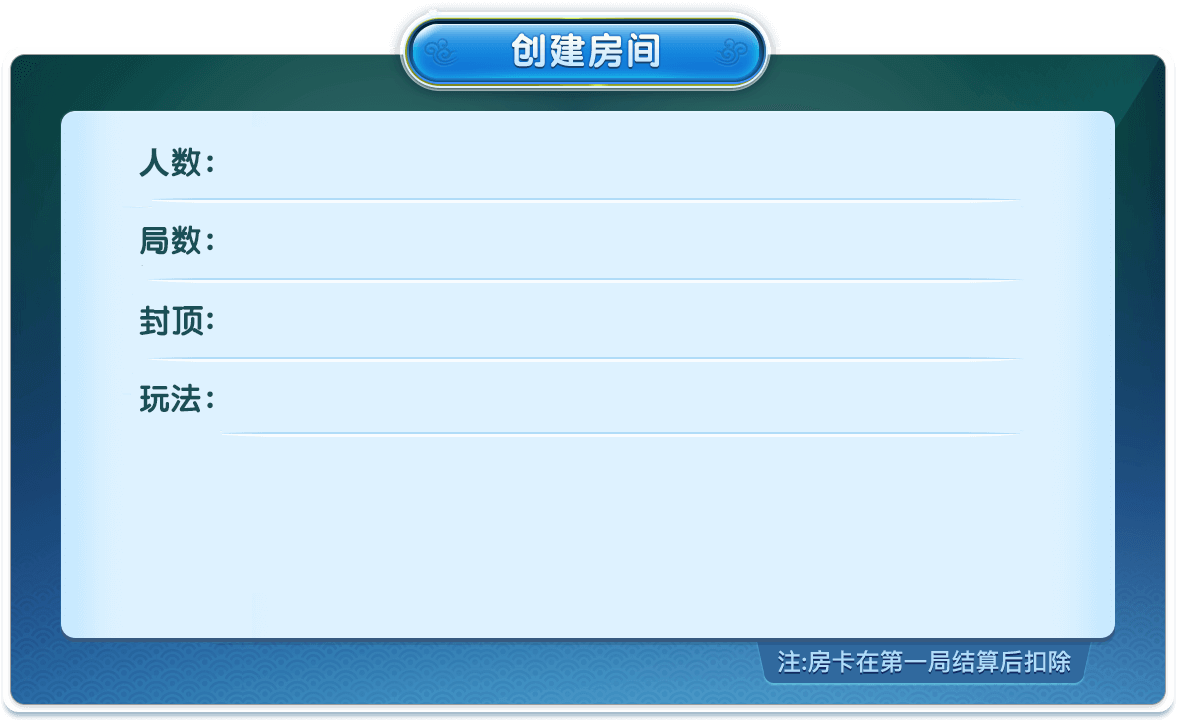 创建房间
人数：
局数：
封顶：
玩法：
注:房卡在第一局结算后扣除